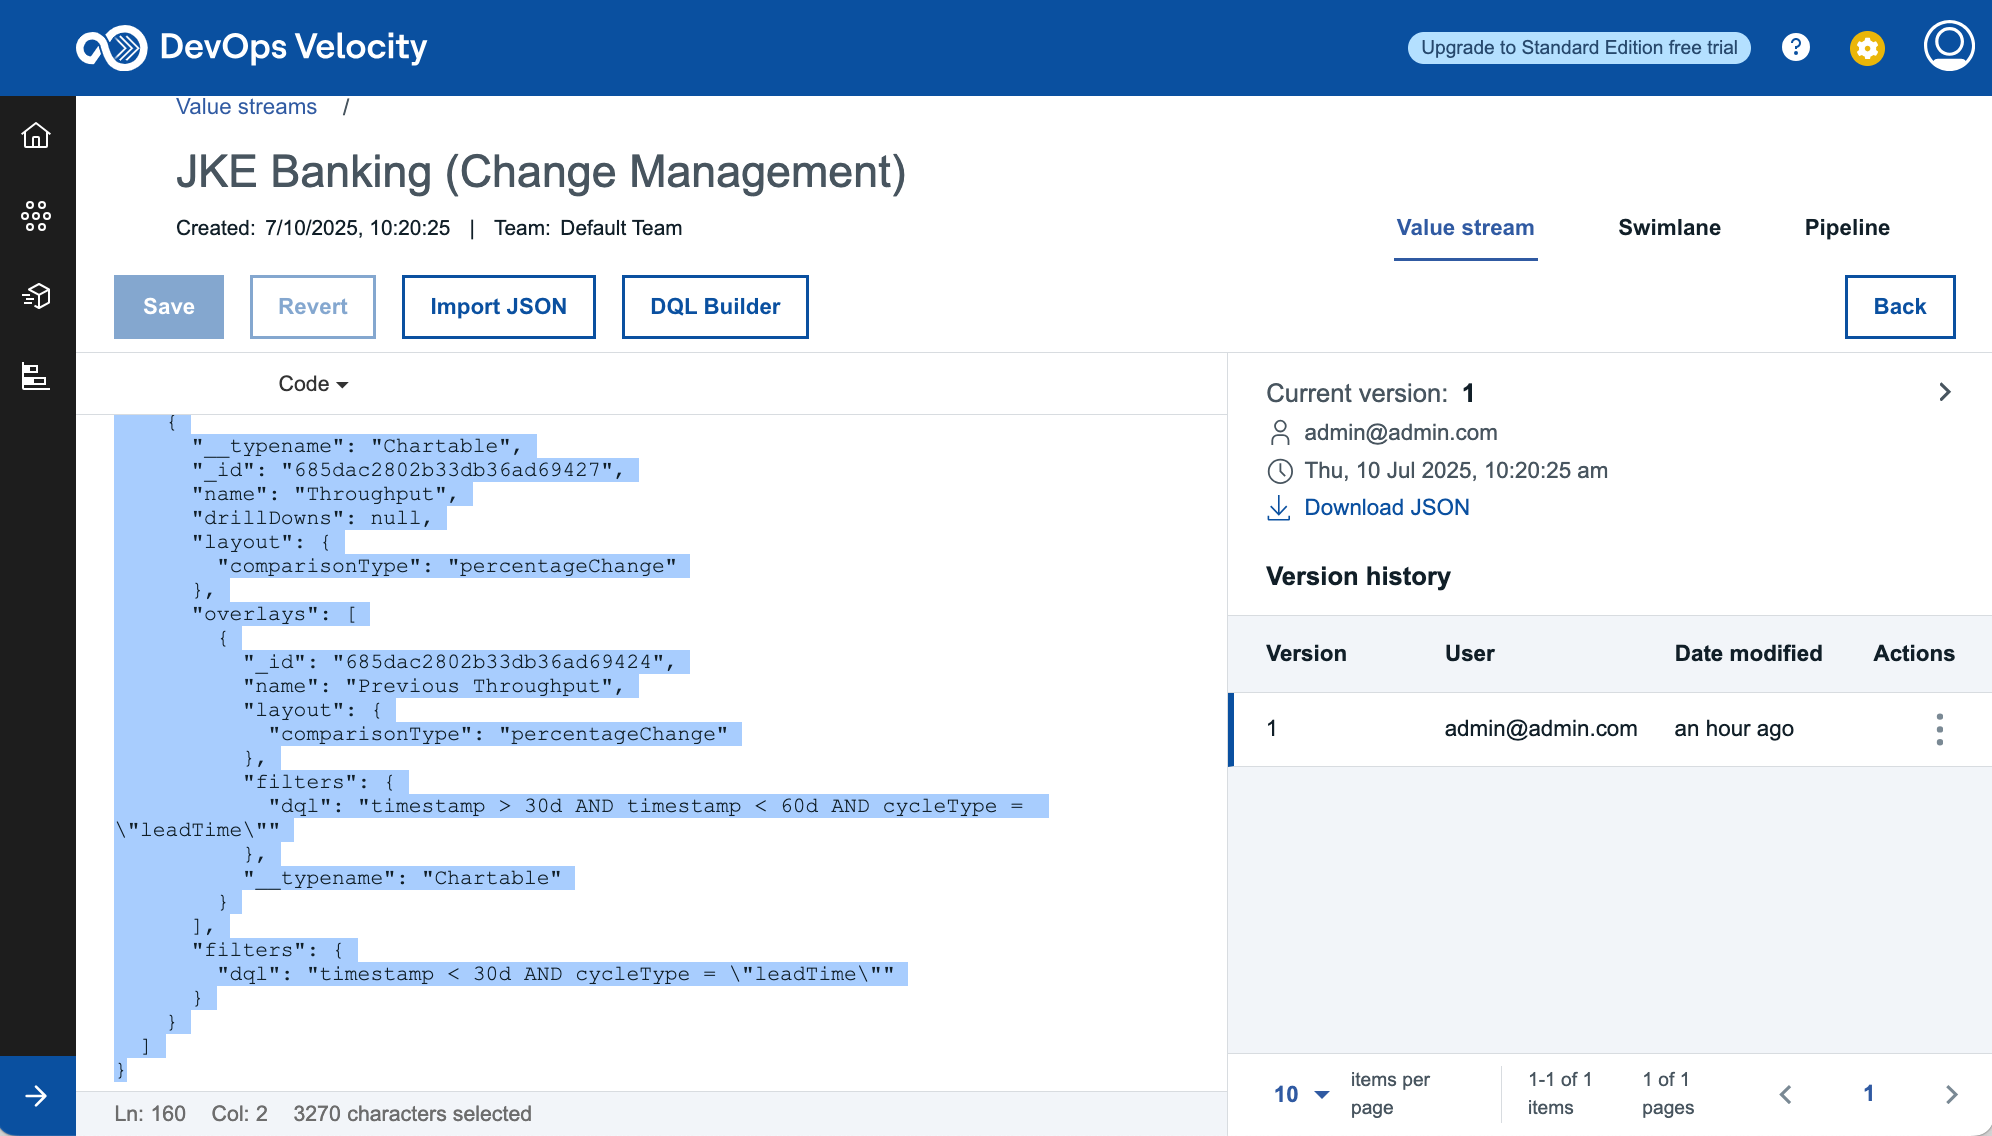 DevOps Velocity
Upgrade to Standard Edition free trial
?
Value streams /
JKE Banking (Change Management)
Created: 7/10/2025, 10:20:25 | Team: Default Team
Value stream Swimlane Pipeline
Save Revert Import JSON DQL Builder Back
Code
{
"__typename": "Chartable",
"_id": "685dac2802b33db36ad69427",
"name": "Throughput",
"drillDowns": null,
"layout": {
"comparisonType": "percentageChange"
},
"overlays": [
{
"_id": "685dac2802b33db36ad69424",
"name": "Previous Throughput",
"layout": {
"comparisonType": "percentageChange"
},
"filters": {
"dql": "timestamp > 30d AND timestamp < 60d AND cycleType =
\"leadTime\""
},
"__typename": "Chartable"
}
],
"filters": {
"dql": "timestamp < 30d AND cycleType = \"leadTime\""
}
}
]
}
Ln: 160 Col: 2 3270 characters selected
Current version: 1
admin@admin.com
Thu, 10 Jul 2025, 10:20:25 am
Download JSON
Version history
Version User Date modified Actions
1 admin@admin.com an hour ago
10 items per page
1-1 of 1 items
1 of 1 pages
1